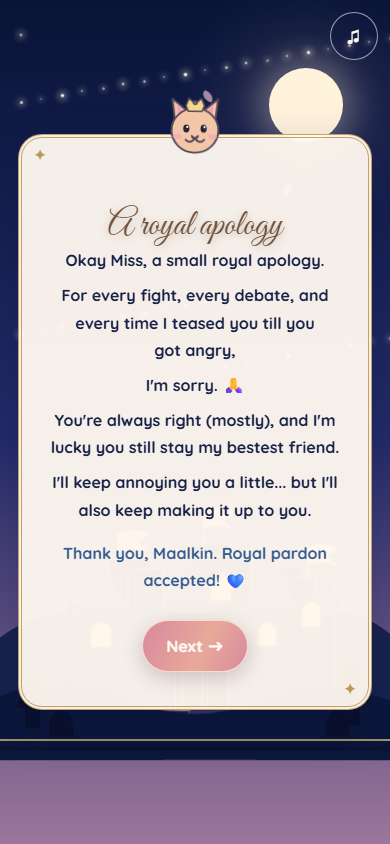 A royal apology
Okay Miss, a small royal apology.
For every fight, every debate, and
every time I teased you till you
got angry,
I'm sorry. 🙏
You're always right (mostly), and I'm
lucky you still stay my bestest friend.
I'll keep annoying you a little... but I'll
also keep making it up to you.
Thank you, Maalkin. Royal pardon
accepted! 💙
Next →